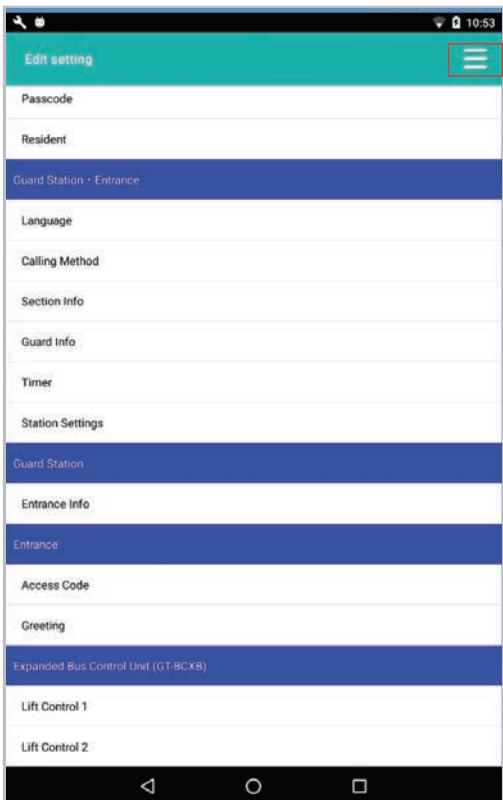 10:53
Edit setting
Passcode
Resident
Guard Station・Entrance
Language
Calling Method
Section Info
Guard Info
Timer
Station Settings
Guard Station
Entrance Info
Entrance
Access Code
Greeting
Expanded Bus Control Unit (GT-BCXB)
Lift Control 1
Lift Control 2